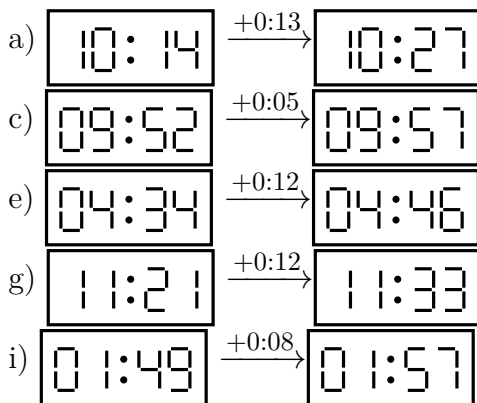 a) 10:14 +0:13 10:27
c) 09:52 +0:05 09:57
e) 04:34 +0:12 04:46
g) 11:21 +0:12 11:33
i) 01:49 +0:08 01:57